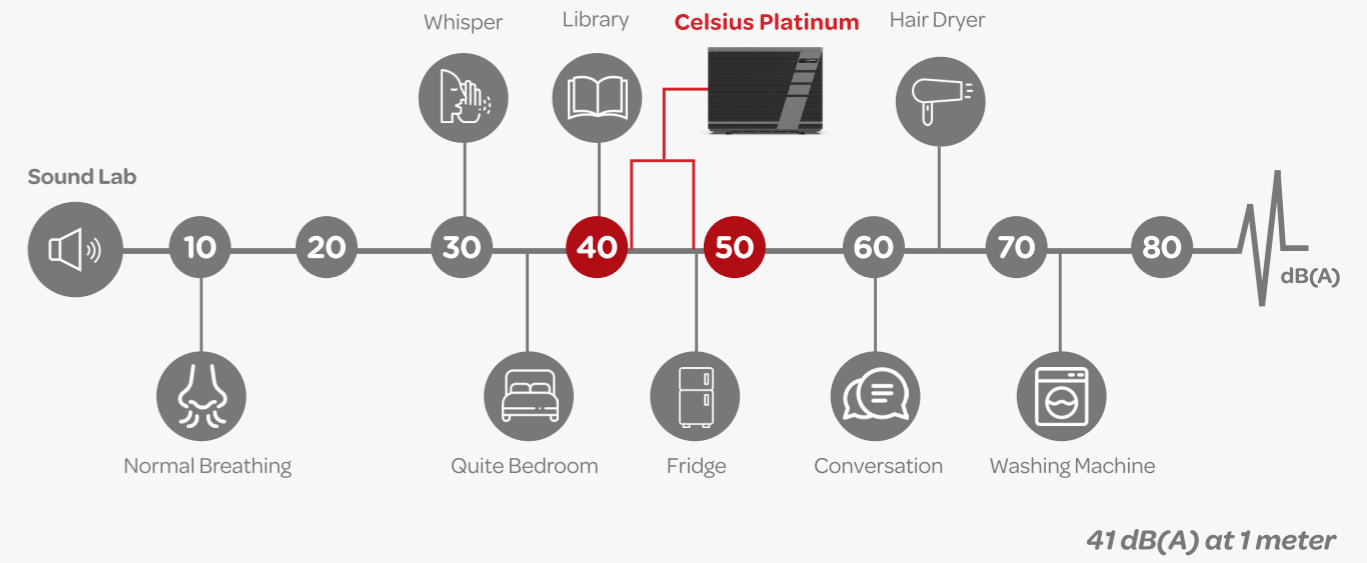 Whisper
Library
Celsius Platinum
Hair Dryer
Sound Lab
10
20
30
40
50
60
70
80
dB(A)
Normal Breathing
Quite Bedroom
Fridge
Conversation
Washing Machine
41 dB(A) at 1 meter